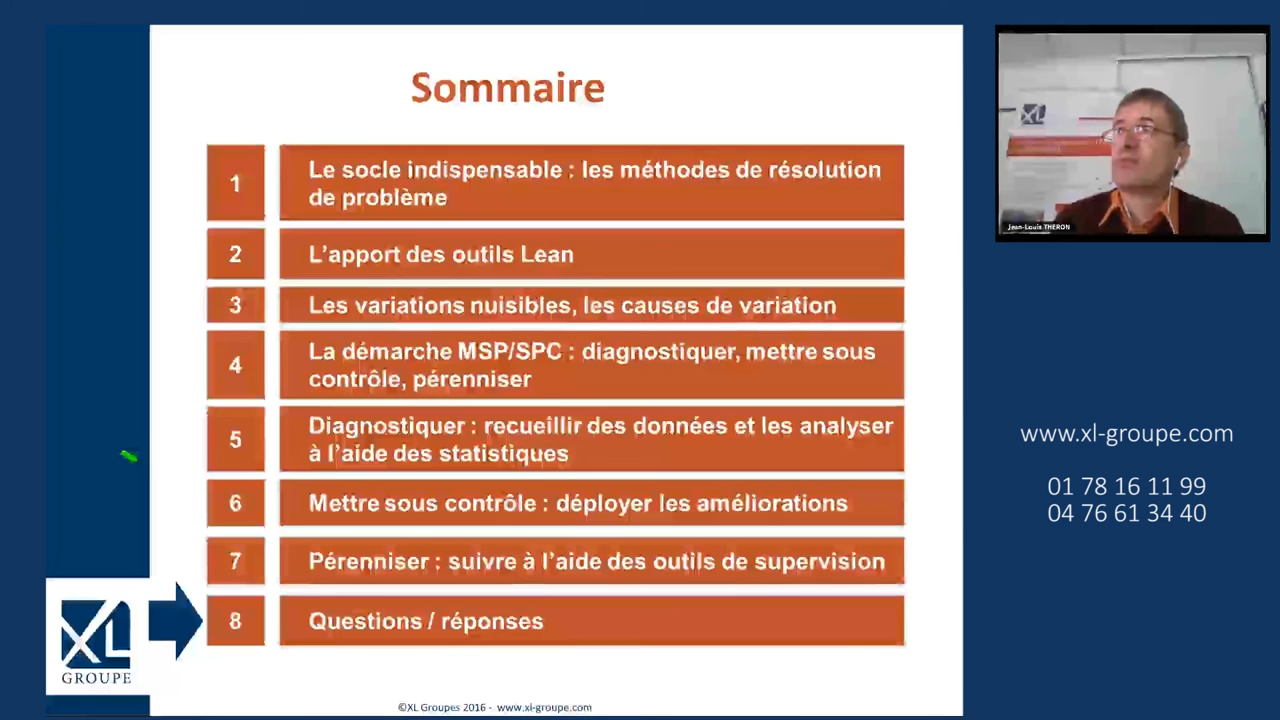 Sommaire
1
Le socle indispensable : les méthodes de résolution
de problème
2
L'apport des outils Lean
3
Les variations nuisibles, les causes de variation
4
La démarche MSP/SPC : diagnostiquer, mettre sous
contrôle, pérenniser
5
Diagnostiquer : recueillir des données et les analyser
à l'aide des statistiques
6
Mettre sous contrôle : déployer les améliorations
7
Pérenniser : suivre à l'aide des outils de supervision
8
Questions / réponses
XL
GROUPE
©XL Groupes 2016 - www.xl-groupe.com
XL
Jean-Louis THERON
www.xl-groupe.com
01 78 16 11 99
04 76 61 34 40